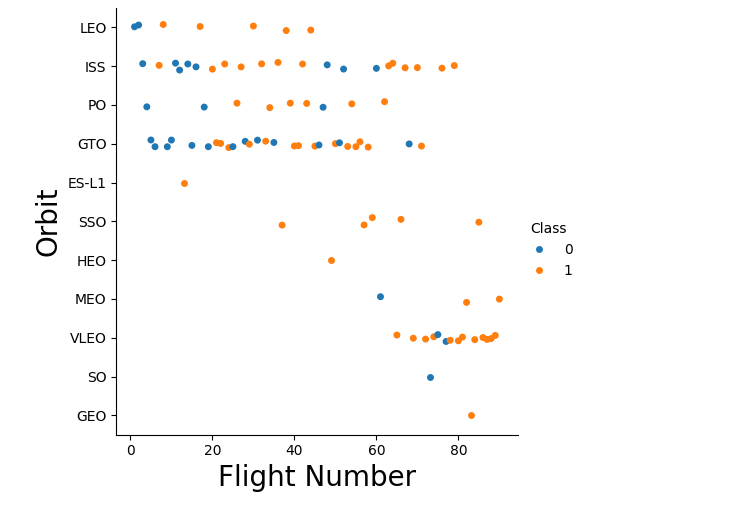 LEO
ISS
PO
GTO
ES-L1
SSO
HEO
MEO
VLEO
SO
GEO
Orbit
0 20 40 60 80
Flight Number
Class
0
1